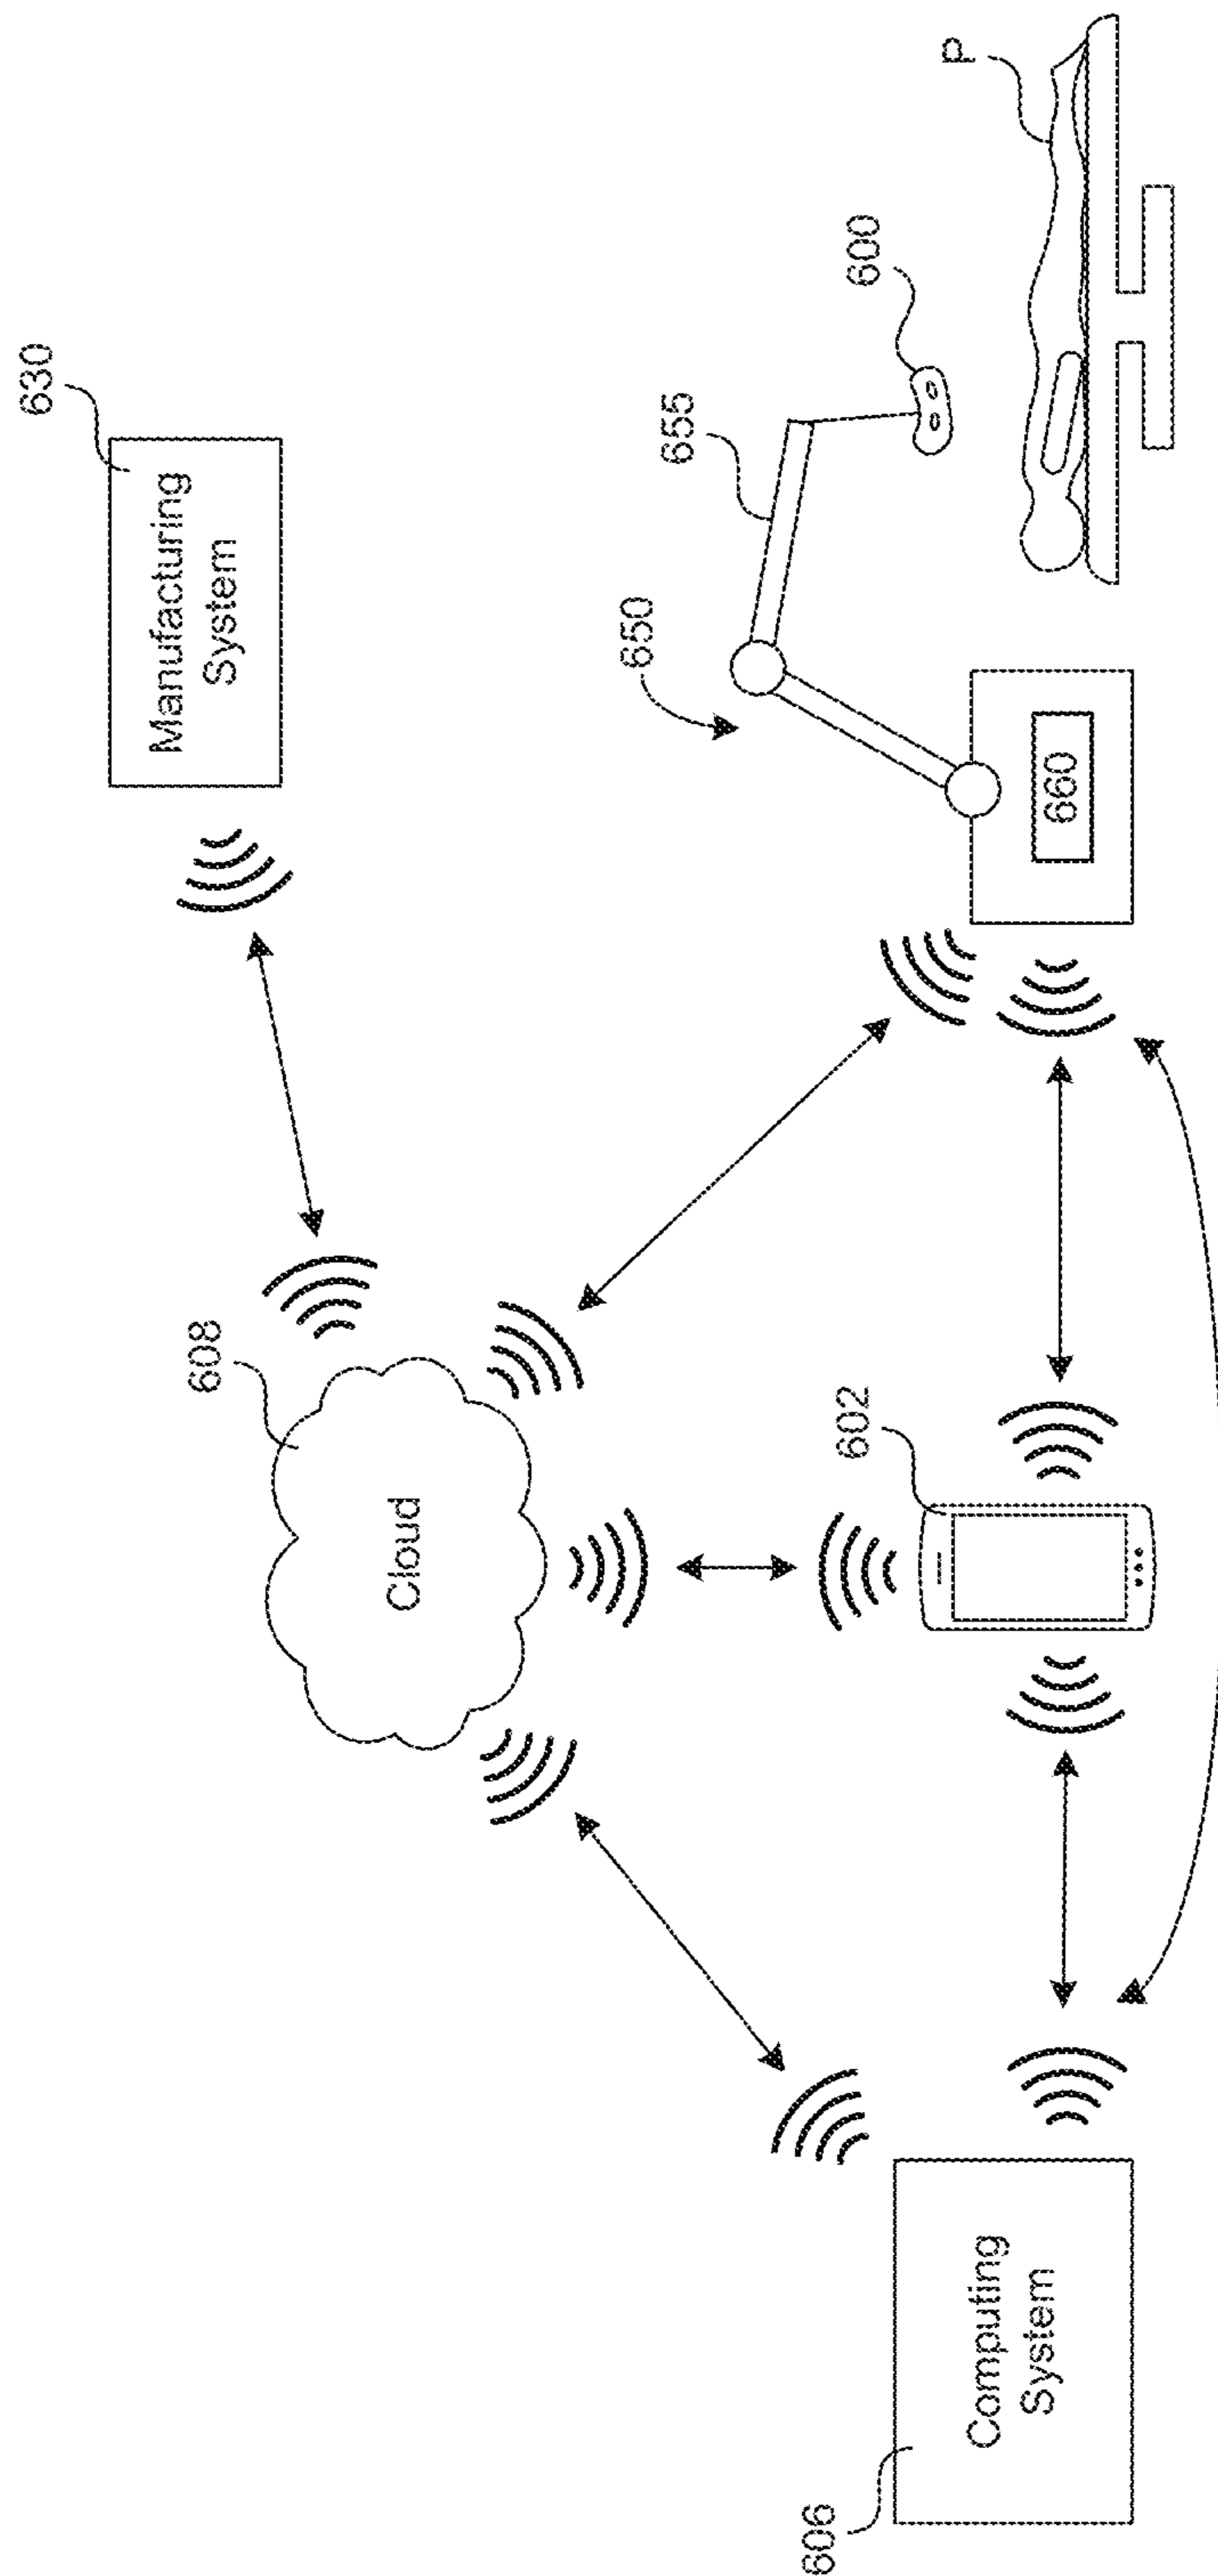 630
Manufacturing
System
608
Cloud
650
655
600
P
602
660
606
Computing
System